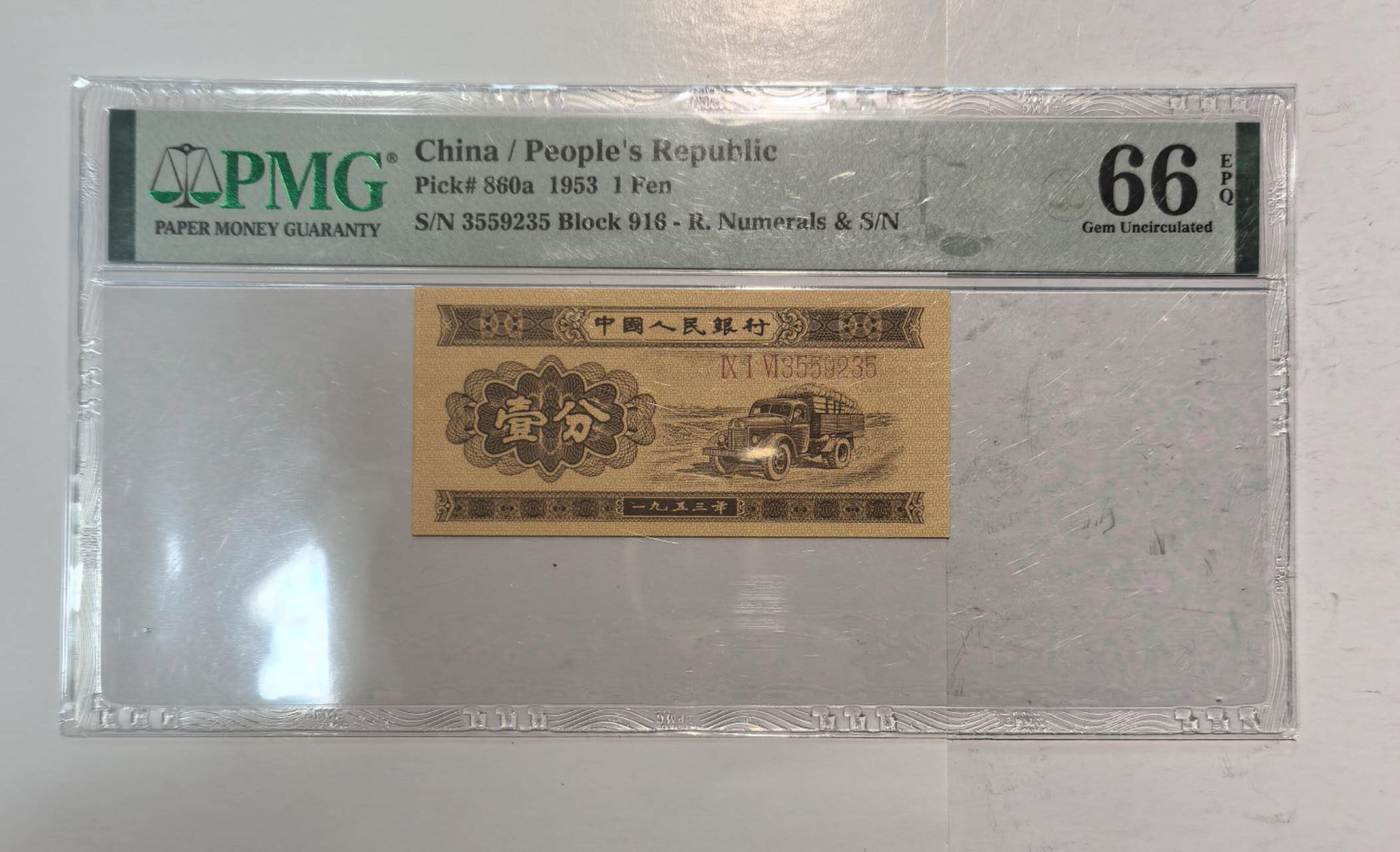 PMG®
PAPER MONEY GUARANTY
China / People's Republic
Pick# 860a 1953 1 Fen
S/N 3559235 Block 916 - R. Numerals & S/N
66
EPQ
Gem Uncirculated
中國人民銀行
IX I VI 3559235
壹分
一九五三年